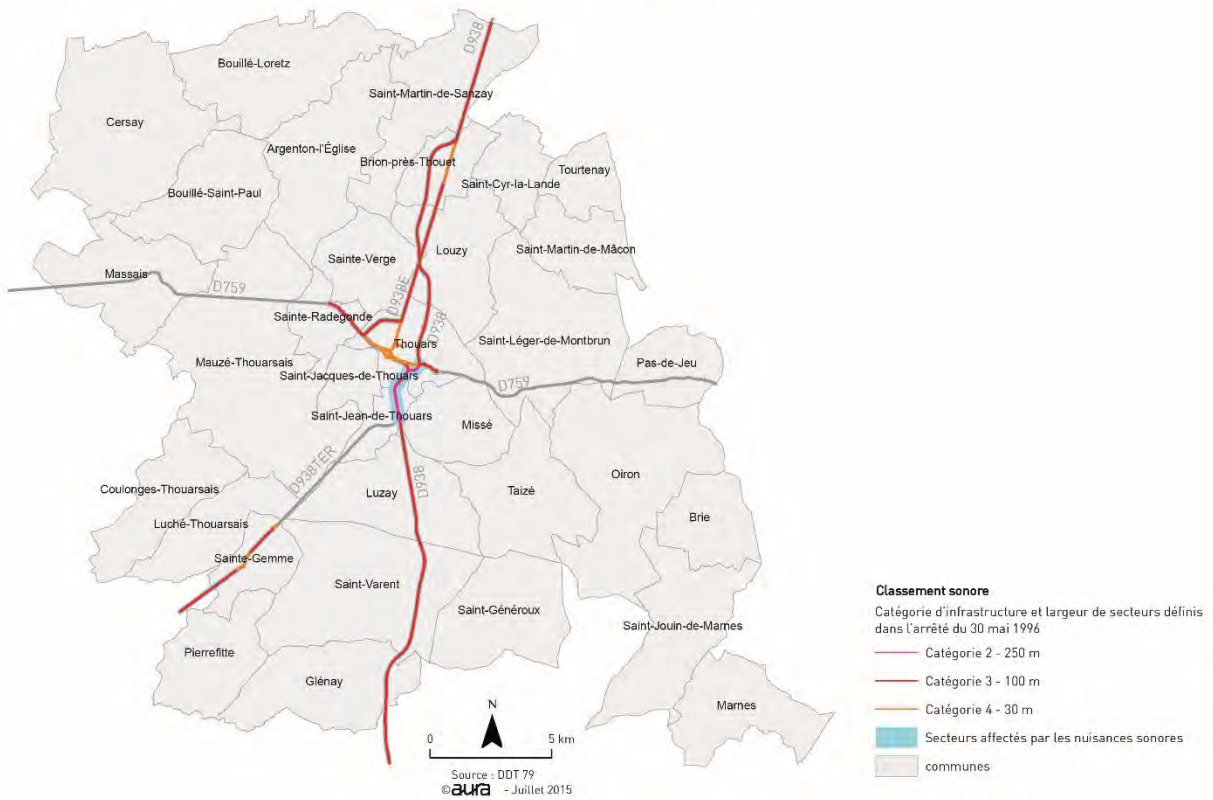 D938
Bouillé-Loretz
Saint-Martin-de-Sanzay
Cersay
Argenton-l'Église
Brion-près-Thouet
Tourtenay
Saint-Cyr-la-Lande
Bouillé-Saint-Paul
Louzy
Saint-Martin-de-Mâcon
Sainte-Verge
Massais
D759
D938E
Sainte-Radegonde
D938
Thouars
Saint-Léger-de-Montbrun
Mauzé-Thouarsais
Pas-de-Jeu
Saint-Jacques-de-Thouars
D759
Saint-Jean-de-Thouars
Missé
D938TER
D938
Oiron
Coulonges-Thouarsais
Luzay
Taizé
Brie
Luché-Thouarsais
Sainte-Gemme
Saint-Varent
Saint-Généroux
Saint-Jouin-de-Marnes
Pierrefitte
Glénay
Marnes
N
0 5 km
Source : DDT 79
©aura - Juillet 2015
Classement sonore
Catégorie d'infrastructure et largeur de secteurs définis
dans l'arrêté du 30 mai 1996
Catégorie 2 - 250 m
Catégorie 3 - 100 m
Catégorie 4 - 30 m
Secteurs affectés par les nuisances sonores
communes